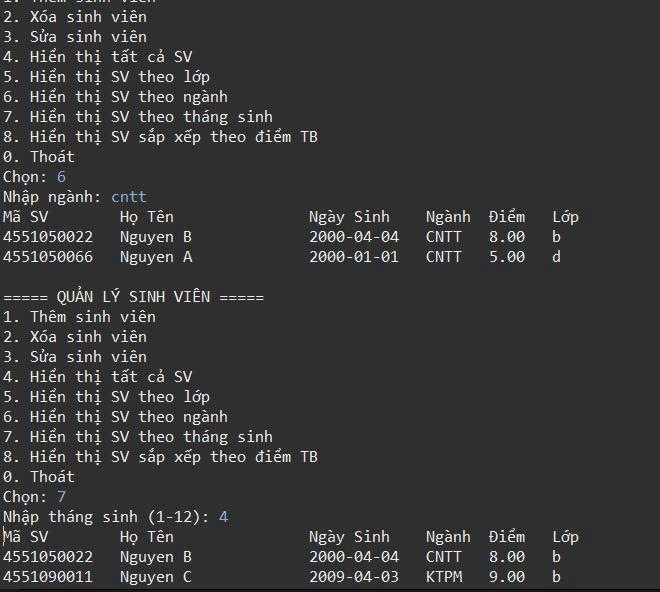 1. Thêm sinh viên
2. Xóa sinh viên
3. Sửa sinh viên
4. Hiển thị tất cả SV
5. Hiển thị SV theo lớp
6. Hiển thị SV theo ngành
7. Hiển thị SV theo tháng sinh
8. Hiển thị SV sắp xếp theo điểm TB
0. Thoát
Chọn: 6
Nhập ngành: cntt
Mã SV Họ Tên Ngày Sinh Ngành Điểm Lớp
4551050022 Nguyen B 2000-04-04 CNTT 8.00 b
4551050066 Nguyen A 2000-01-01 CNTT 5.00 d
===== QUẢN LÝ SINH VIÊN =====
1. Thêm sinh viên
2. Xóa sinh viên
3. Sửa sinh viên
4. Hiển thị tất cả SV
5. Hiển thị SV theo lớp
6. Hiển thị SV theo ngành
7. Hiển thị SV theo tháng sinh
8. Hiển thị SV sắp xếp theo điểm TB
0. Thoát
Chọn: 7
Nhập tháng sinh (1-12): 4
Mã SV Họ Tên Ngày Sinh Ngành Điểm Lớp
4551050022 Nguyen B 2000-04-04 CNTT 8.00 b
4551090011 Nguyen C 2009-04-03 KTPM 9.00 b